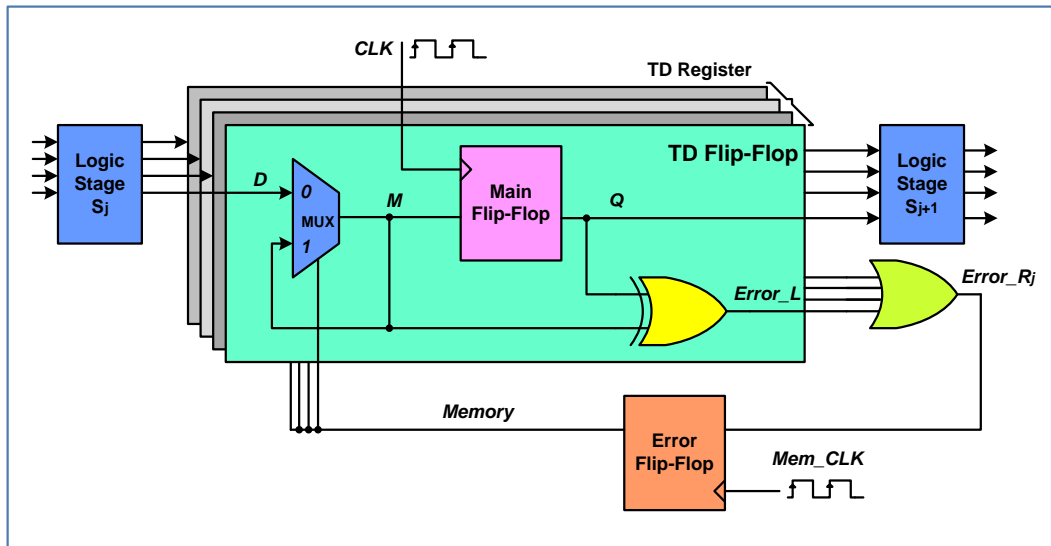 CLK
TD Register
Logic
Stage
Sj
D
0
MUX
1
M
Main
Flip-Flop
Q
TD Flip-Flop
Logic
Stage
Sj+1
Error_L
Error_Rj
Memory
Error
Flip-Flop
Mem_CLK